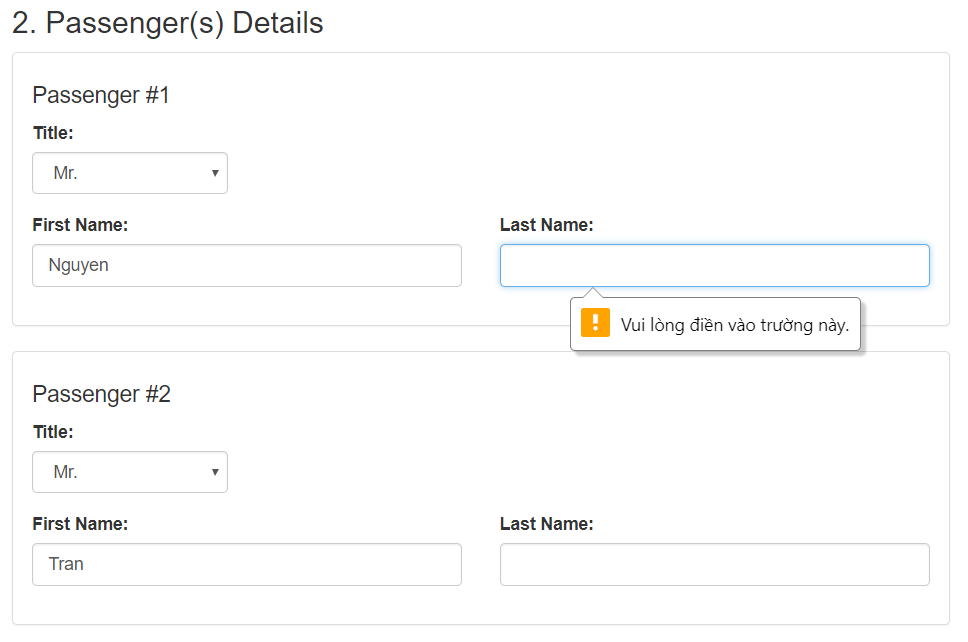 2. Passenger(s) Details
Passenger #1
Title:
Mr.
First Name:
Last Name:
Nguyen
Vui lòng điền vào trường này.
Passenger #2
Title:
Mr.
First Name:
Last Name:
Tran